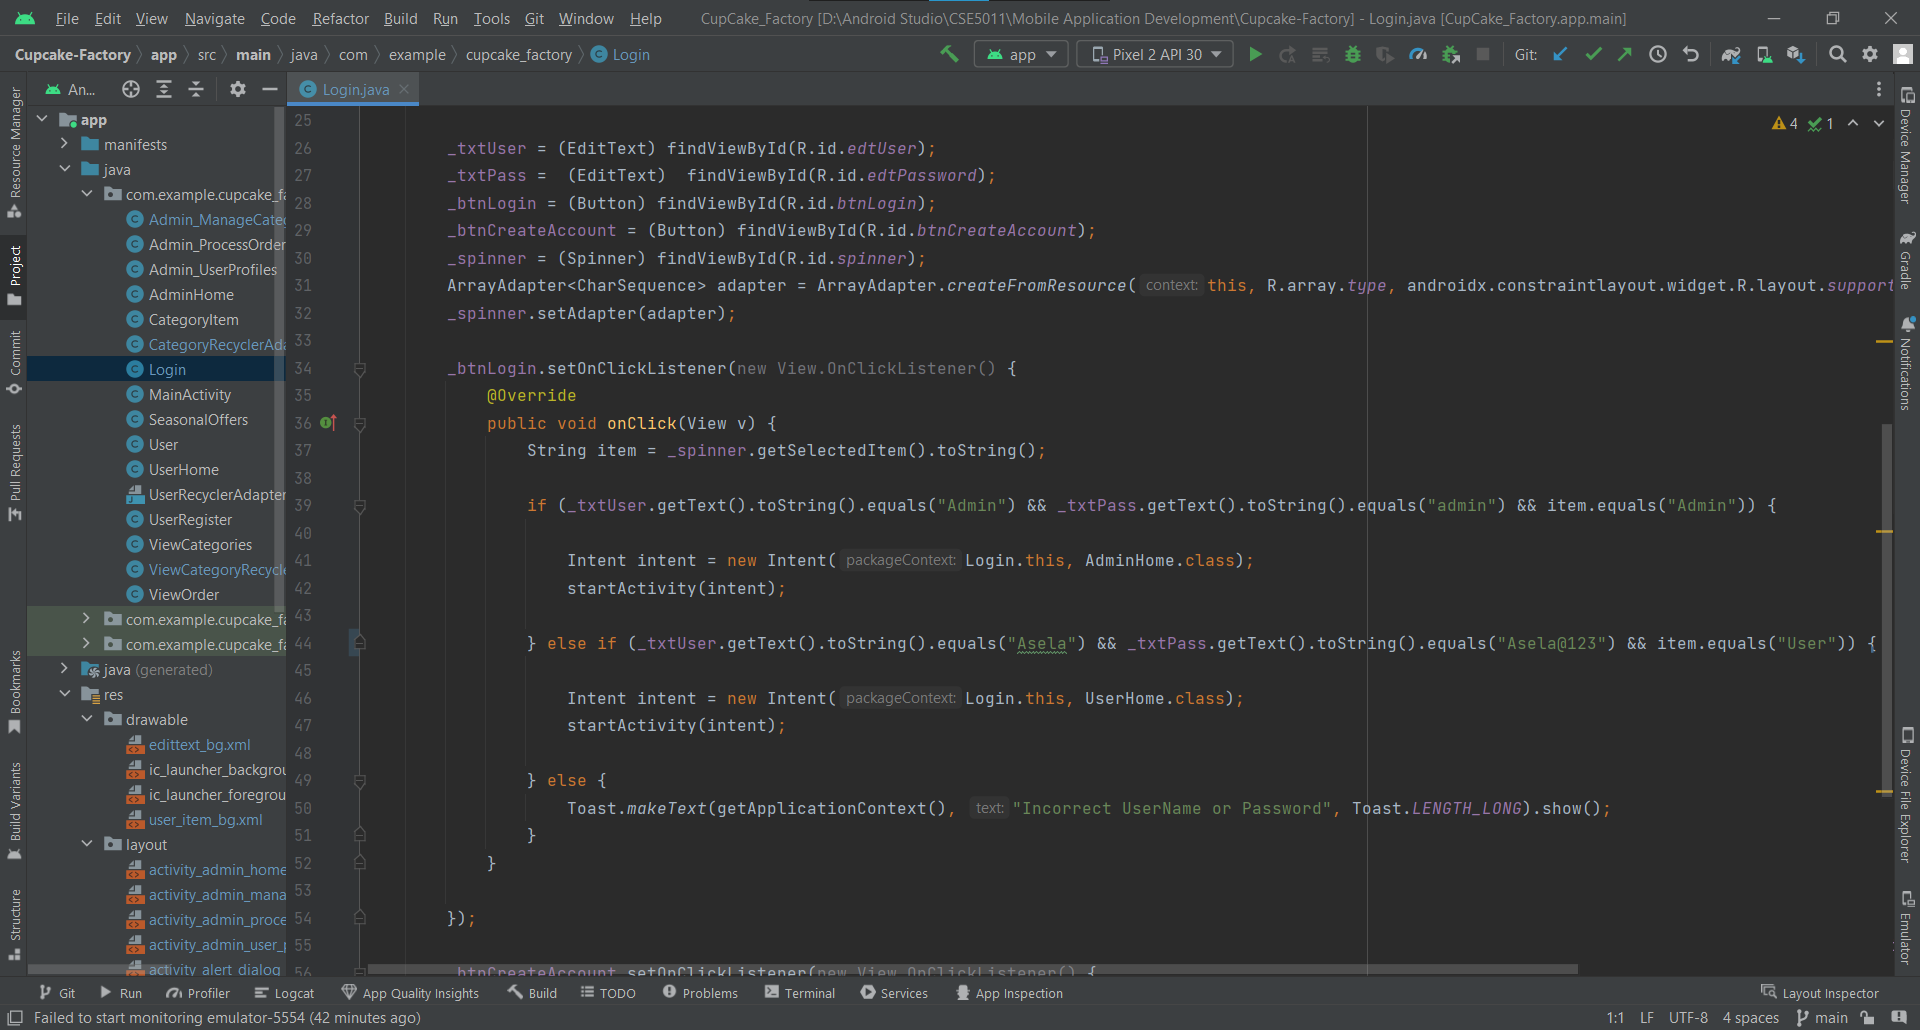 File Edit View Navigate Code Refactor Build Run Tools Git Window Help CupCake_Factory [D:\Android Studio\CSE5011\Mobile Application Development\Cupcake-Factory] - Login.java [CupCake_Factory.app.main]
Cupcake-Factory app src main java com example cupcake_factory Login app Pixel 2 API 30 Git:
An... Login.java
Resource Manager
Project
Commit
Pull Requests
Bookmarks
Build Variants
Structure
app
manifests
java
com.example.cupcake_fa
Admin_ManageCateg
Admin_ProcessOrder
Admin_UserProfiles
AdminHome
CategoryItem
CategoryRecyclerAda
Login
MainActivity
SeasonalOffers
User
UserHome
UserRecyclerAdapter
UserRegister
ViewCategories
ViewCategoryRecycle
ViewOrder
com.example.cupcake_fa
com.example.cupcake_fa
java (generated)
res
drawable
edittext_bg.xml
ic_launcher_backgrou
ic_launcher_foregrou
user_item_bg.xml
layout
activity_admin_home
activity_admin_mana
activity_admin_proce
activity_admin_user_p
activity_alert_dialog
4 1
25
26 _txtUser = (EditText) findViewById(R.id.edtUser);
27 _txtPass =  (EditText)  findViewById(R.id.edtPassword);
28 _btnLogin = (Button) findViewById(R.id.btnLogin);
29 _btnCreateAccount = (Button) findViewById(R.id.btnCreateAccount);
30 _spinner = (Spinner) findViewById(R.id.spinner);
31 ArrayAdapter<CharSequence> adapter = ArrayAdapter.createFromResource( context: this, R.array.type, androidx.constraintlayout.widget.R.layout.support
32 _spinner.setAdapter(adapter);
33
34 _btnLogin.setOnClickListener(new View.OnClickListener() {
35 @Override
36 public void onClick(View v) {
37 String item = _spinner.getSelectedItem().toString();
38
39 if (_txtUser.getText().toString().equals("Admin") && _txtPass.getText().toString().equals("admin") && item.equals("Admin")) {
40
41 Intent intent = new Intent( packageContext: Login.this, AdminHome.class);
42 startActivity(intent);
43
44 } else if (_txtUser.getText().toString().equals("Asela") && _txtPass.getText().toString().equals("Asela@123") && item.equals("User")) {
45
46 Intent intent = new Intent( packageContext: Login.this, UserHome.class);
47 startActivity(intent);
48
49 } else {
50 Toast.makeText(getApplicationContext(), text: "Incorrect UserName or Password", Toast.LENGTH_LONG).show();
51 }
52 }
53
54 });
55
56 _btnCreateAccount.setOnClickListener(new View.OnClickListener() {
Device Manager
Gradle
Notifications
Device File Explorer
Emulator
Git Run Profiler Logcat App Quality Insights Build TODO Problems Terminal Services App Inspection Layout Inspector
Failed to start monitoring emulator-5554 (42 minutes ago) 1:1 LF UTF-8 4 spaces main